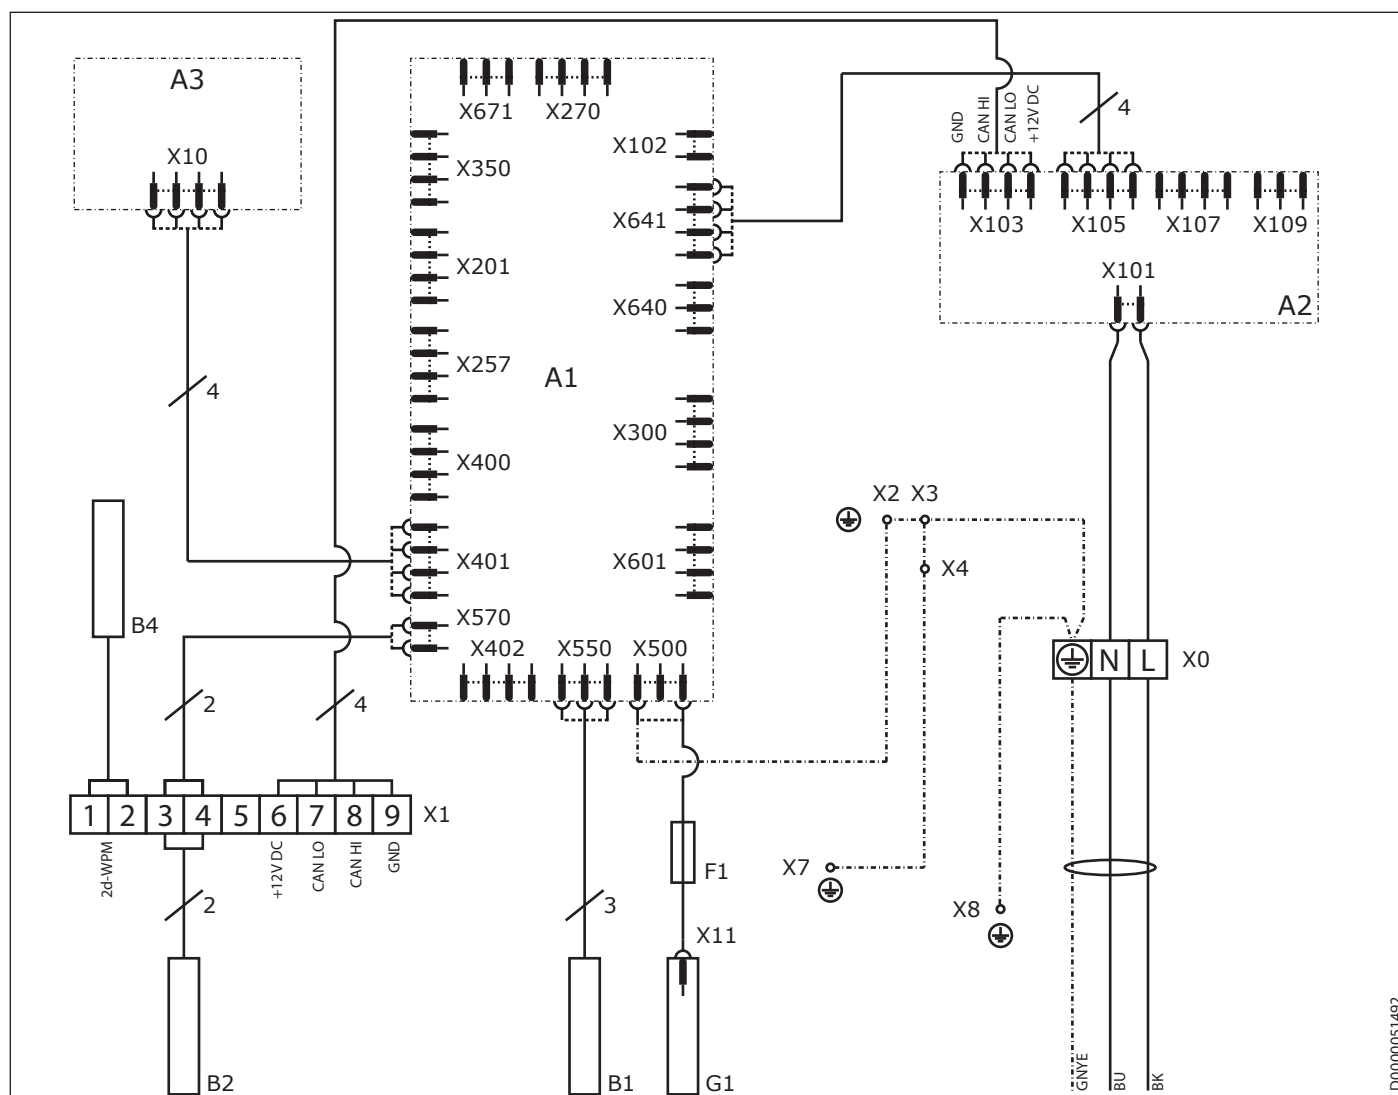 A3
X10
X671
X270
X350
X102
X641
X201
X640
X257
A1
X300
X400
X401
X601
X570
X402
X550
X500
GND
CAN HI
CAN LO
+12V DC
4
X103
X105
X107
X109
X101
A2
4
B4
2
4
X2
X3
X4
N
L
X0
1
2
3
4
5
6
7
8
9
X1
2d-WPM
+12V DC
CAN LO
CAN HI
GND
2
B2
3
B1
F1
X11
G1
X7
X8
GNYE
BU
BK
D0000051492